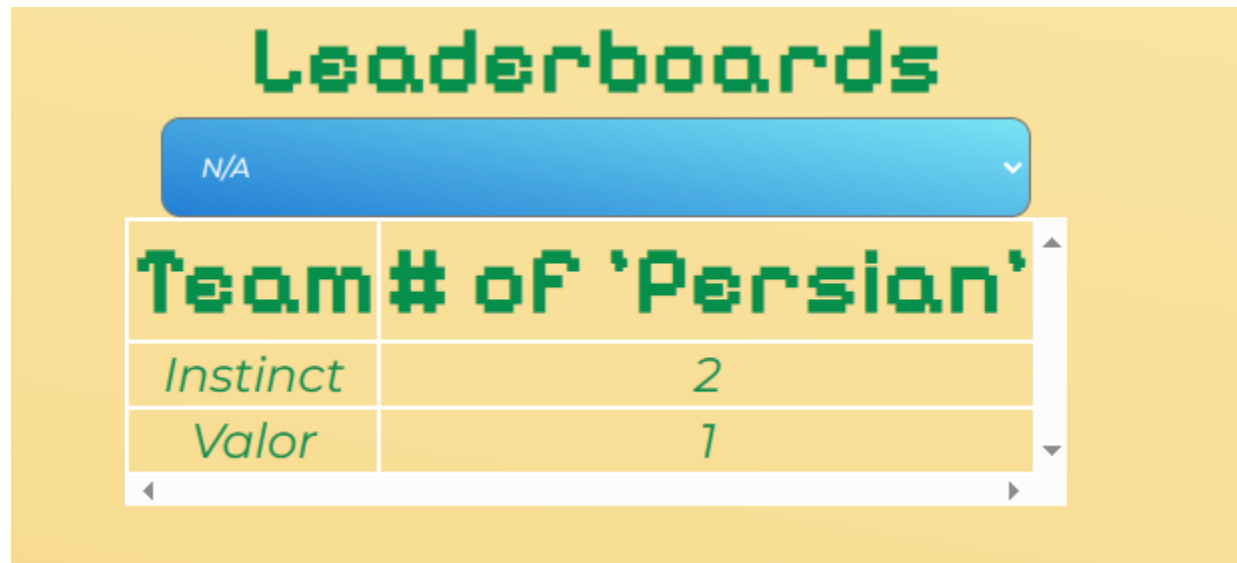 Leaderboards
N/A
Team # of 'Persian'
Instinct 2
Valor 1